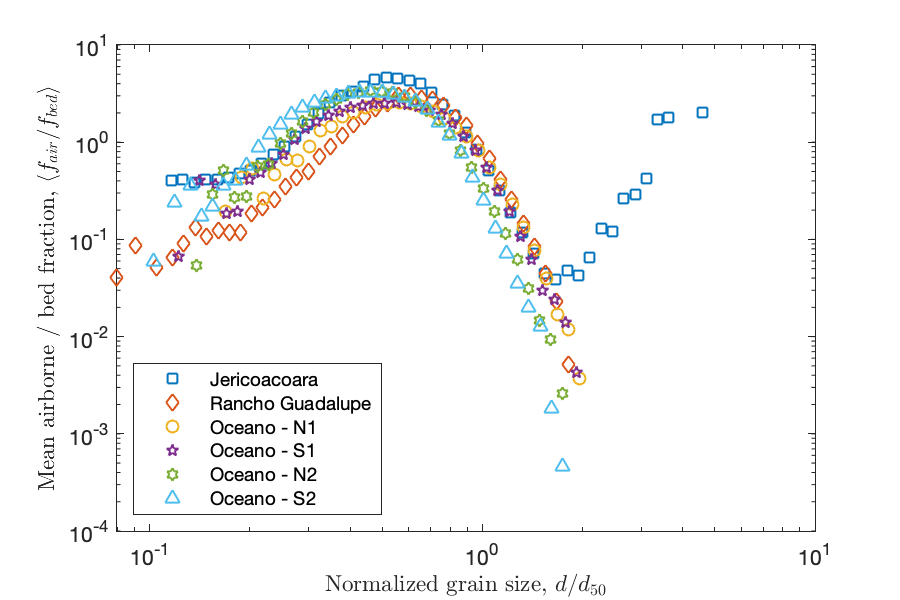 10^1
10^0
10^-1
10^-2
10^-3
10^-4
Mean airborne / bed fraction, ⟨f_air/f_bed⟩
Jericoacoara
Rancho Guadalupe
Oceano - N1
Oceano - S1
Oceano - N2
Oceano - S2
10^-1
10^0
10^1
Normalized grain size, d/d_50